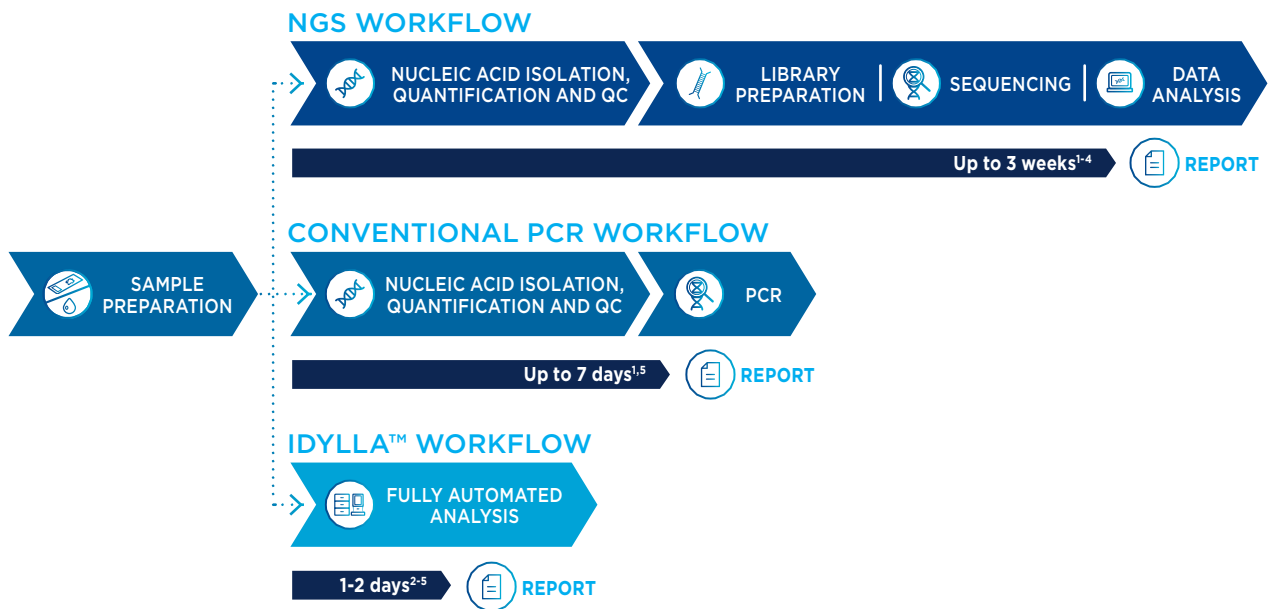 NGS WORKFLOW
NUCLEIC ACID ISOLATION,
QUANTIFICATION AND QC
LIBRARY
PREPARATION
SEQUENCING
DATA
ANALYSIS
Up to 3 weeks¹⁻⁴
REPORT
CONVENTIONAL PCR WORKFLOW
SAMPLE
PREPARATION
NUCLEIC ACID ISOLATION,
QUANTIFICATION AND QC
PCR
Up to 7 days¹,⁵
REPORT
IDYLLA™ WORKFLOW
FULLY AUTOMATED
ANALYSIS
1-2 days²⁻⁵
REPORT